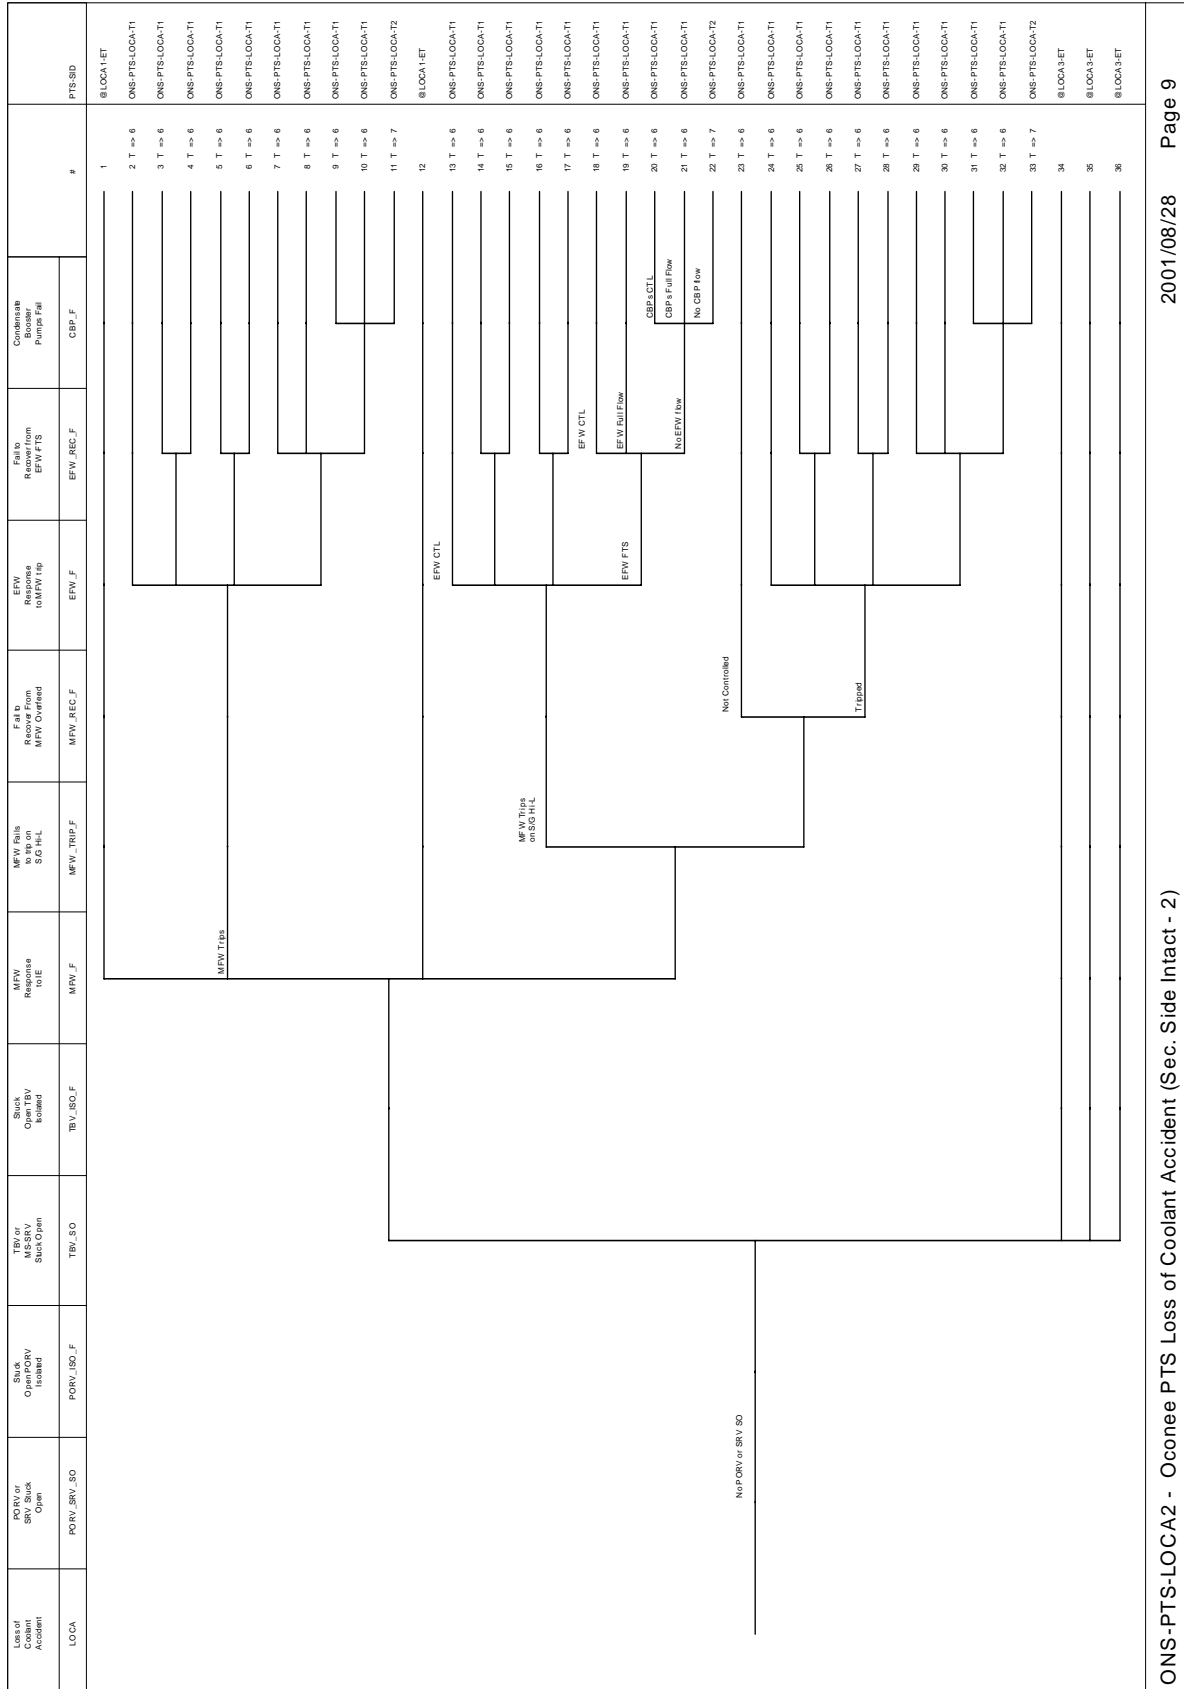 Loss of
Coolant
Accident
PORV or
SRV Stuck
Open
Stuck
Open PORV
Isolated
TBV or
MS-SRV
Stuck Open
Stuck
Open TBV
Isolated
MFW
Response
to IE
MFW Fails
to trip on
S/G Hi-L
Fail to
Recover From
MFW Overfeed
EFW
Response
to MFW trip
Fail to
Recover from
EFW FTS
Condensate
Booster
Pumps Fail
LOCA
PORV_SRV_SO
PORV_ISO_F
TBV_SO
TBV_ISO_F
MFW_F
MFW_TRIP_F
MFW_REC_F
EFW_F
EFW_REC_F
CBP_F
#
PTS-SID
1 @LOCA1-ET
2 T => 6 ONS-PTS-LOCA-T1
3 T => 6 ONS-PTS-LOCA-T1
4 T => 6 ONS-PTS-LOCA-T1
MFW Trips
5 T => 6 ONS-PTS-LOCA-T1
6 T => 6 ONS-PTS-LOCA-T1
7 T => 6 ONS-PTS-LOCA-T1
8 T => 6 ONS-PTS-LOCA-T1
9 T => 6 ONS-PTS-LOCA-T1
10 T => 6 ONS-PTS-LOCA-T1
11 T => 7 ONS-PTS-LOCA-T2
12 @LOCA1-ET
EFW CTL
13 T => 6 ONS-PTS-LOCA-T1
14 T => 6 ONS-PTS-LOCA-T1
15 T => 6 ONS-PTS-LOCA-T1
MFW Trips
on S/G Hi-L
16 T => 6 ONS-PTS-LOCA-T1
17 T => 6 ONS-PTS-LOCA-T1
EFW CTL
18 T => 6 ONS-PTS-LOCA-T1
EFW Full Flow
19 T => 6 ONS-PTS-LOCA-T1
EFW FTS
CBPs CTL
20 T => 6 ONS-PTS-LOCA-T1
CBPs Full Flow
No EFW flow
21 T => 6 ONS-PTS-LOCA-T1
No CBP flow
22 T => 7 ONS-PTS-LOCA-T2
Not Controlled
No PORV or SRV SO
23 T => 6 ONS-PTS-LOCA-T1
24 T => 6 ONS-PTS-LOCA-T1
25 T => 6 ONS-PTS-LOCA-T1
26 T => 6 ONS-PTS-LOCA-T1
Tripped
27 T => 6 ONS-PTS-LOCA-T1
28 T => 6 ONS-PTS-LOCA-T1
29 T => 6 ONS-PTS-LOCA-T1
30 T => 6 ONS-PTS-LOCA-T1
31 T => 6 ONS-PTS-LOCA-T1
32 T => 6 ONS-PTS-LOCA-T1
33 T => 7 ONS-PTS-LOCA-T2
34 @LOCA3-ET
35 @LOCA3-ET
36 @LOCA3-ET
ONS-PTS-LOCA2 - Oconee PTS Loss of Coolant Accident (Sec. Side Intact - 2) 2001/08/28 Page 9